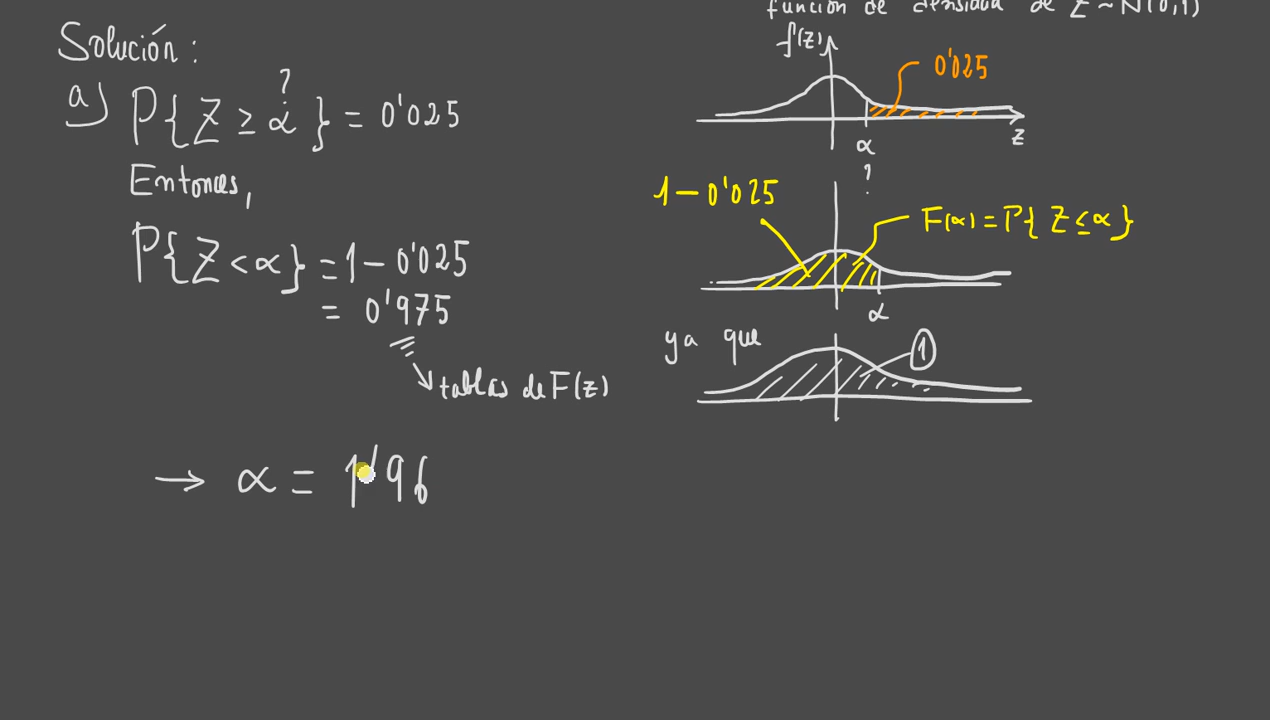 función de densidad de Z ~ N(0,1)
Solución:
a) P{Z ≥ α} = 0'025
?
Entonces,
P{Z < α} = 1 - 0'025
= 0'975
tablas de F(z)
→ α = 1'96
f(z)
0'025
α
z
?
1 - 0'025
F(α) = P{Z ≤ α}
α
ya que
1